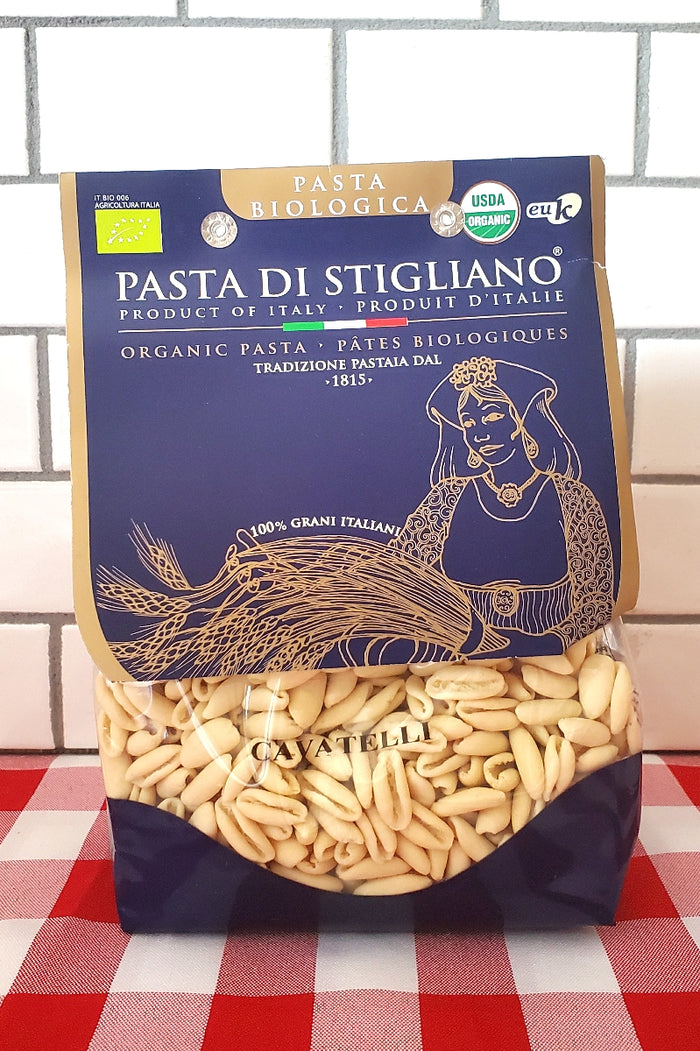 PASTA
BIOLOGICA
IT BIO 006
AGRICOLTURA ITALIA
USDA
ORGANIC
euk
PASTA DI STIGLIANO®
PRODUCT OF ITALY · PRODUIT D'ITALIE
ORGANIC PASTA · PÂTES BIOLOGIQUES
TRADIZIONE PASTAIA DAL
·1815·
100% GRANI ITALIANI
CAVATELLI